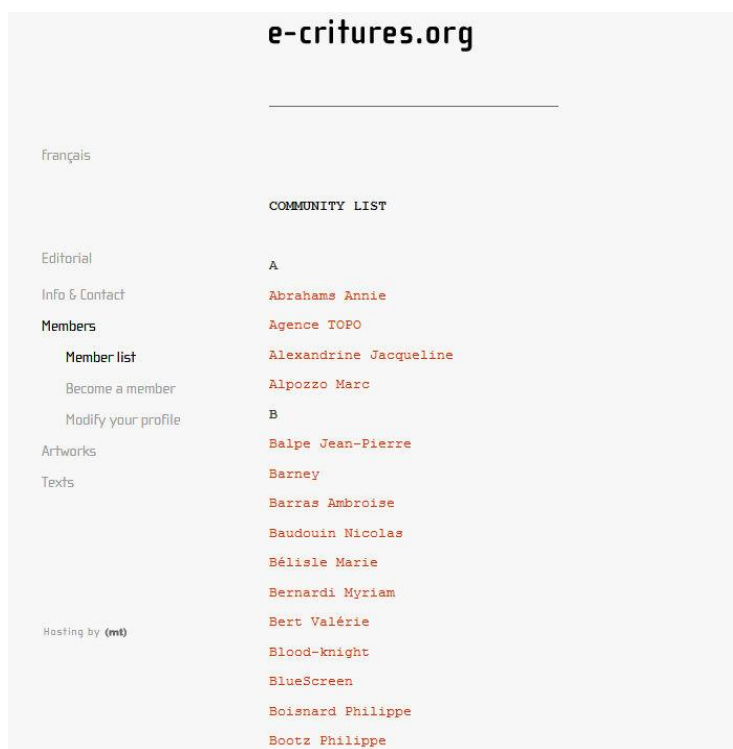 e-critures.org
français
Editorial
Info & Contact
Members
Member list
Become a member
Modify your profile
Artworks
Texts
Hosting by (mt)
COMMUNITY LIST
A
Abrahams Annie
Agence TOPO
Alexandrine Jacqueline
Alpozzo Marc
B
Balpe Jean-Pierre
Barney
Barras Ambroise
Baudouin Nicolas
Bélisle Marie
Bernardi Myriam
Bert Valérie
Blood-knight
BlueScreen
Boisnard Philippe
Bootz Philippe